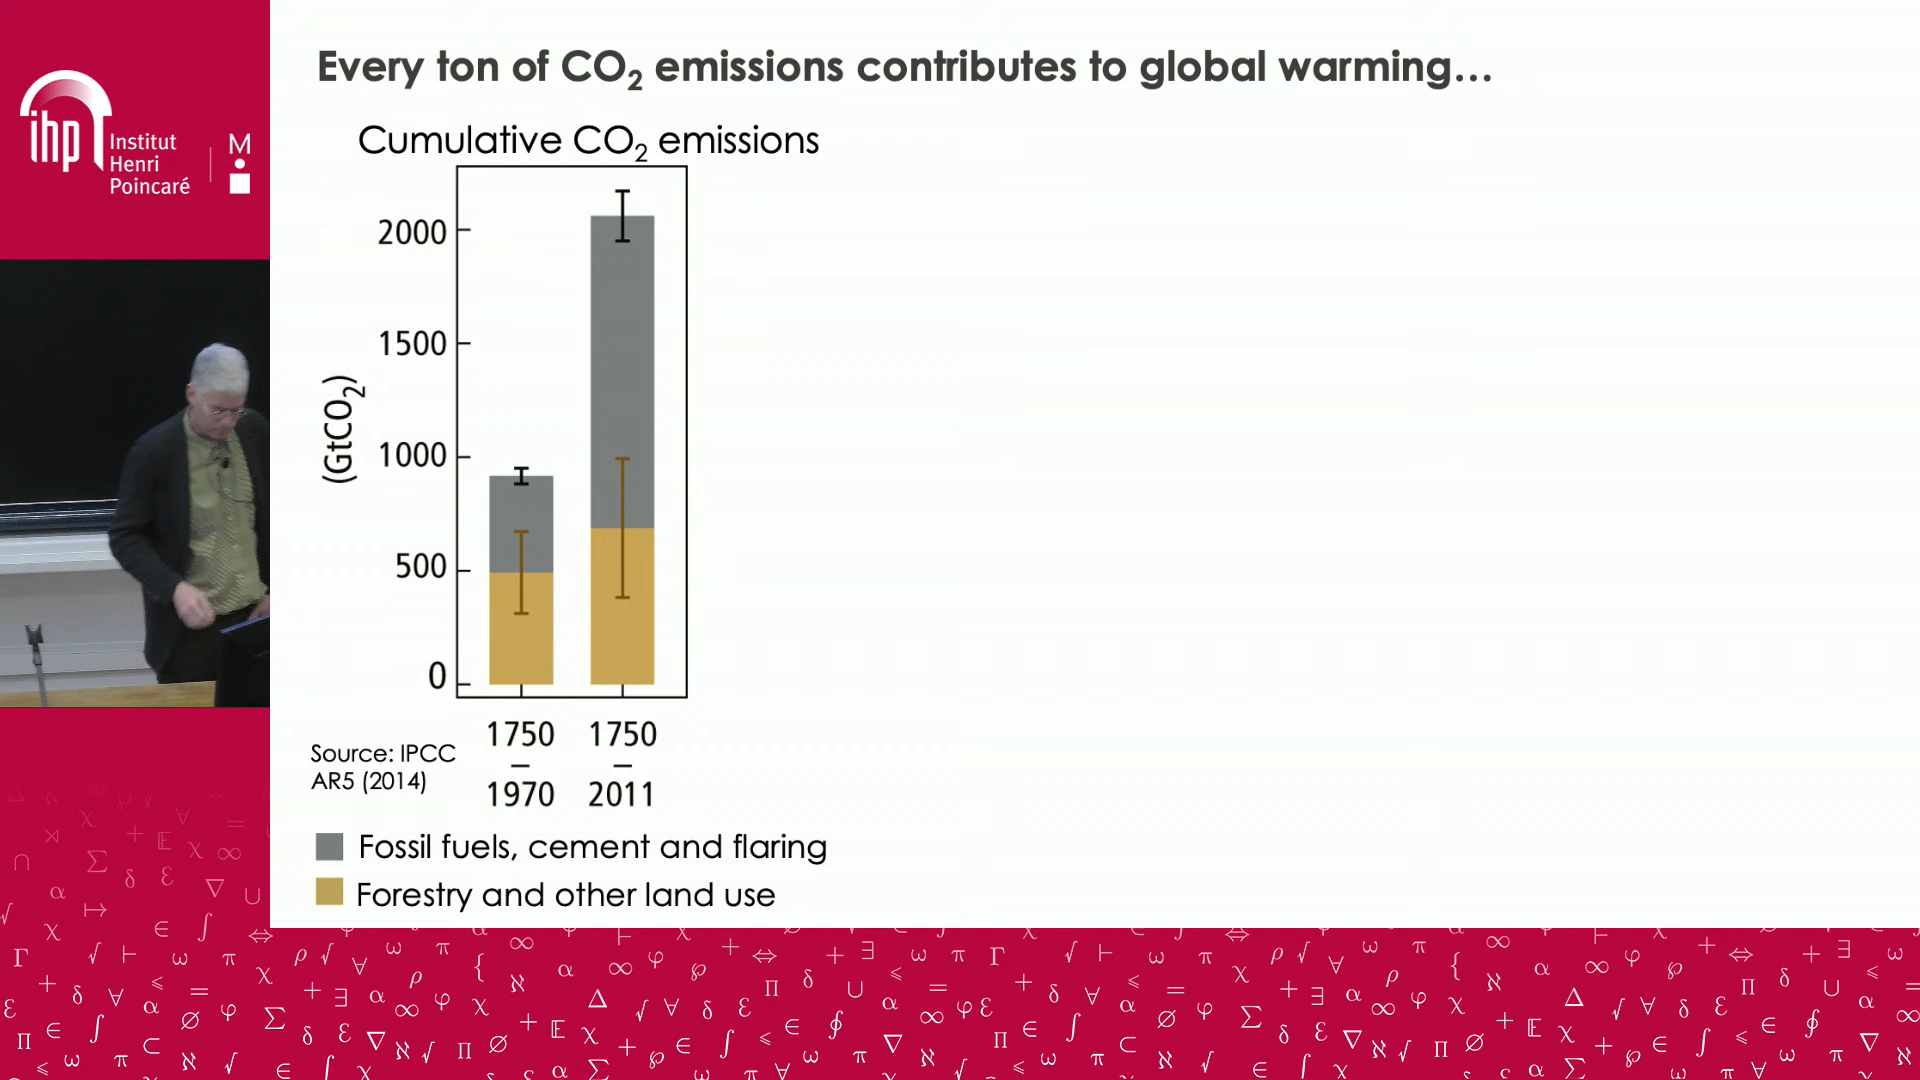 Every ton of CO₂ emissions contributes to global warming...
ihp
Institut
Henri
Poincaré
M
Cumulative CO₂ emissions
(GtCO₂)
2000
1500
1000
500
0
1750
–
1970
1750
–
2011
Source: IPCC
AR5 (2014)
Fossil fuels, cement and flaring
Forestry and other land use